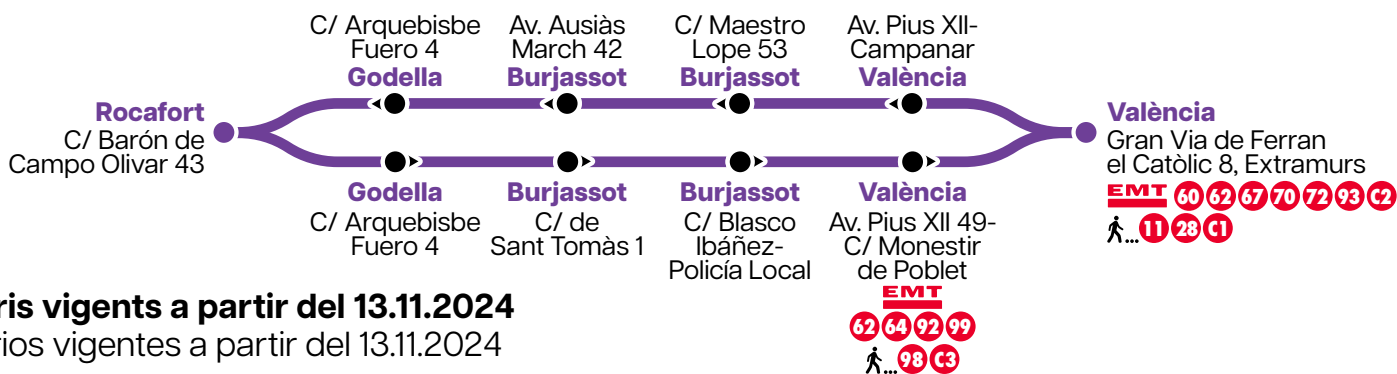 C/ Arquebisbe
Fuero 4
Godella
Av. Ausiàs
March 42
Burjassot
C/ Maestro
Lope 53
Burjassot
Av. Pius XII-
Campanar
València
Rocafort
C/ Barón de
Campo Olivar 43
València
Gran Via de Ferran
el Catòlic 8, Extramurs
EMT 60 62 67 70 72 93 C2
... 11 28 C1
Godella
C/ Arquebisbe
Fuero 4
Burjassot
C/ de
Sant Tomàs 1
Burjassot
C/ Blasco
Ibáñez-
Policía Local
València
Av. Pius XII 49-
C/ Monestir
de Poblet
EMT
62 64 92 99
... 98 C3
ris vigents a partir del 13.11.2024
rios vigentes a partir del 13.11.2024